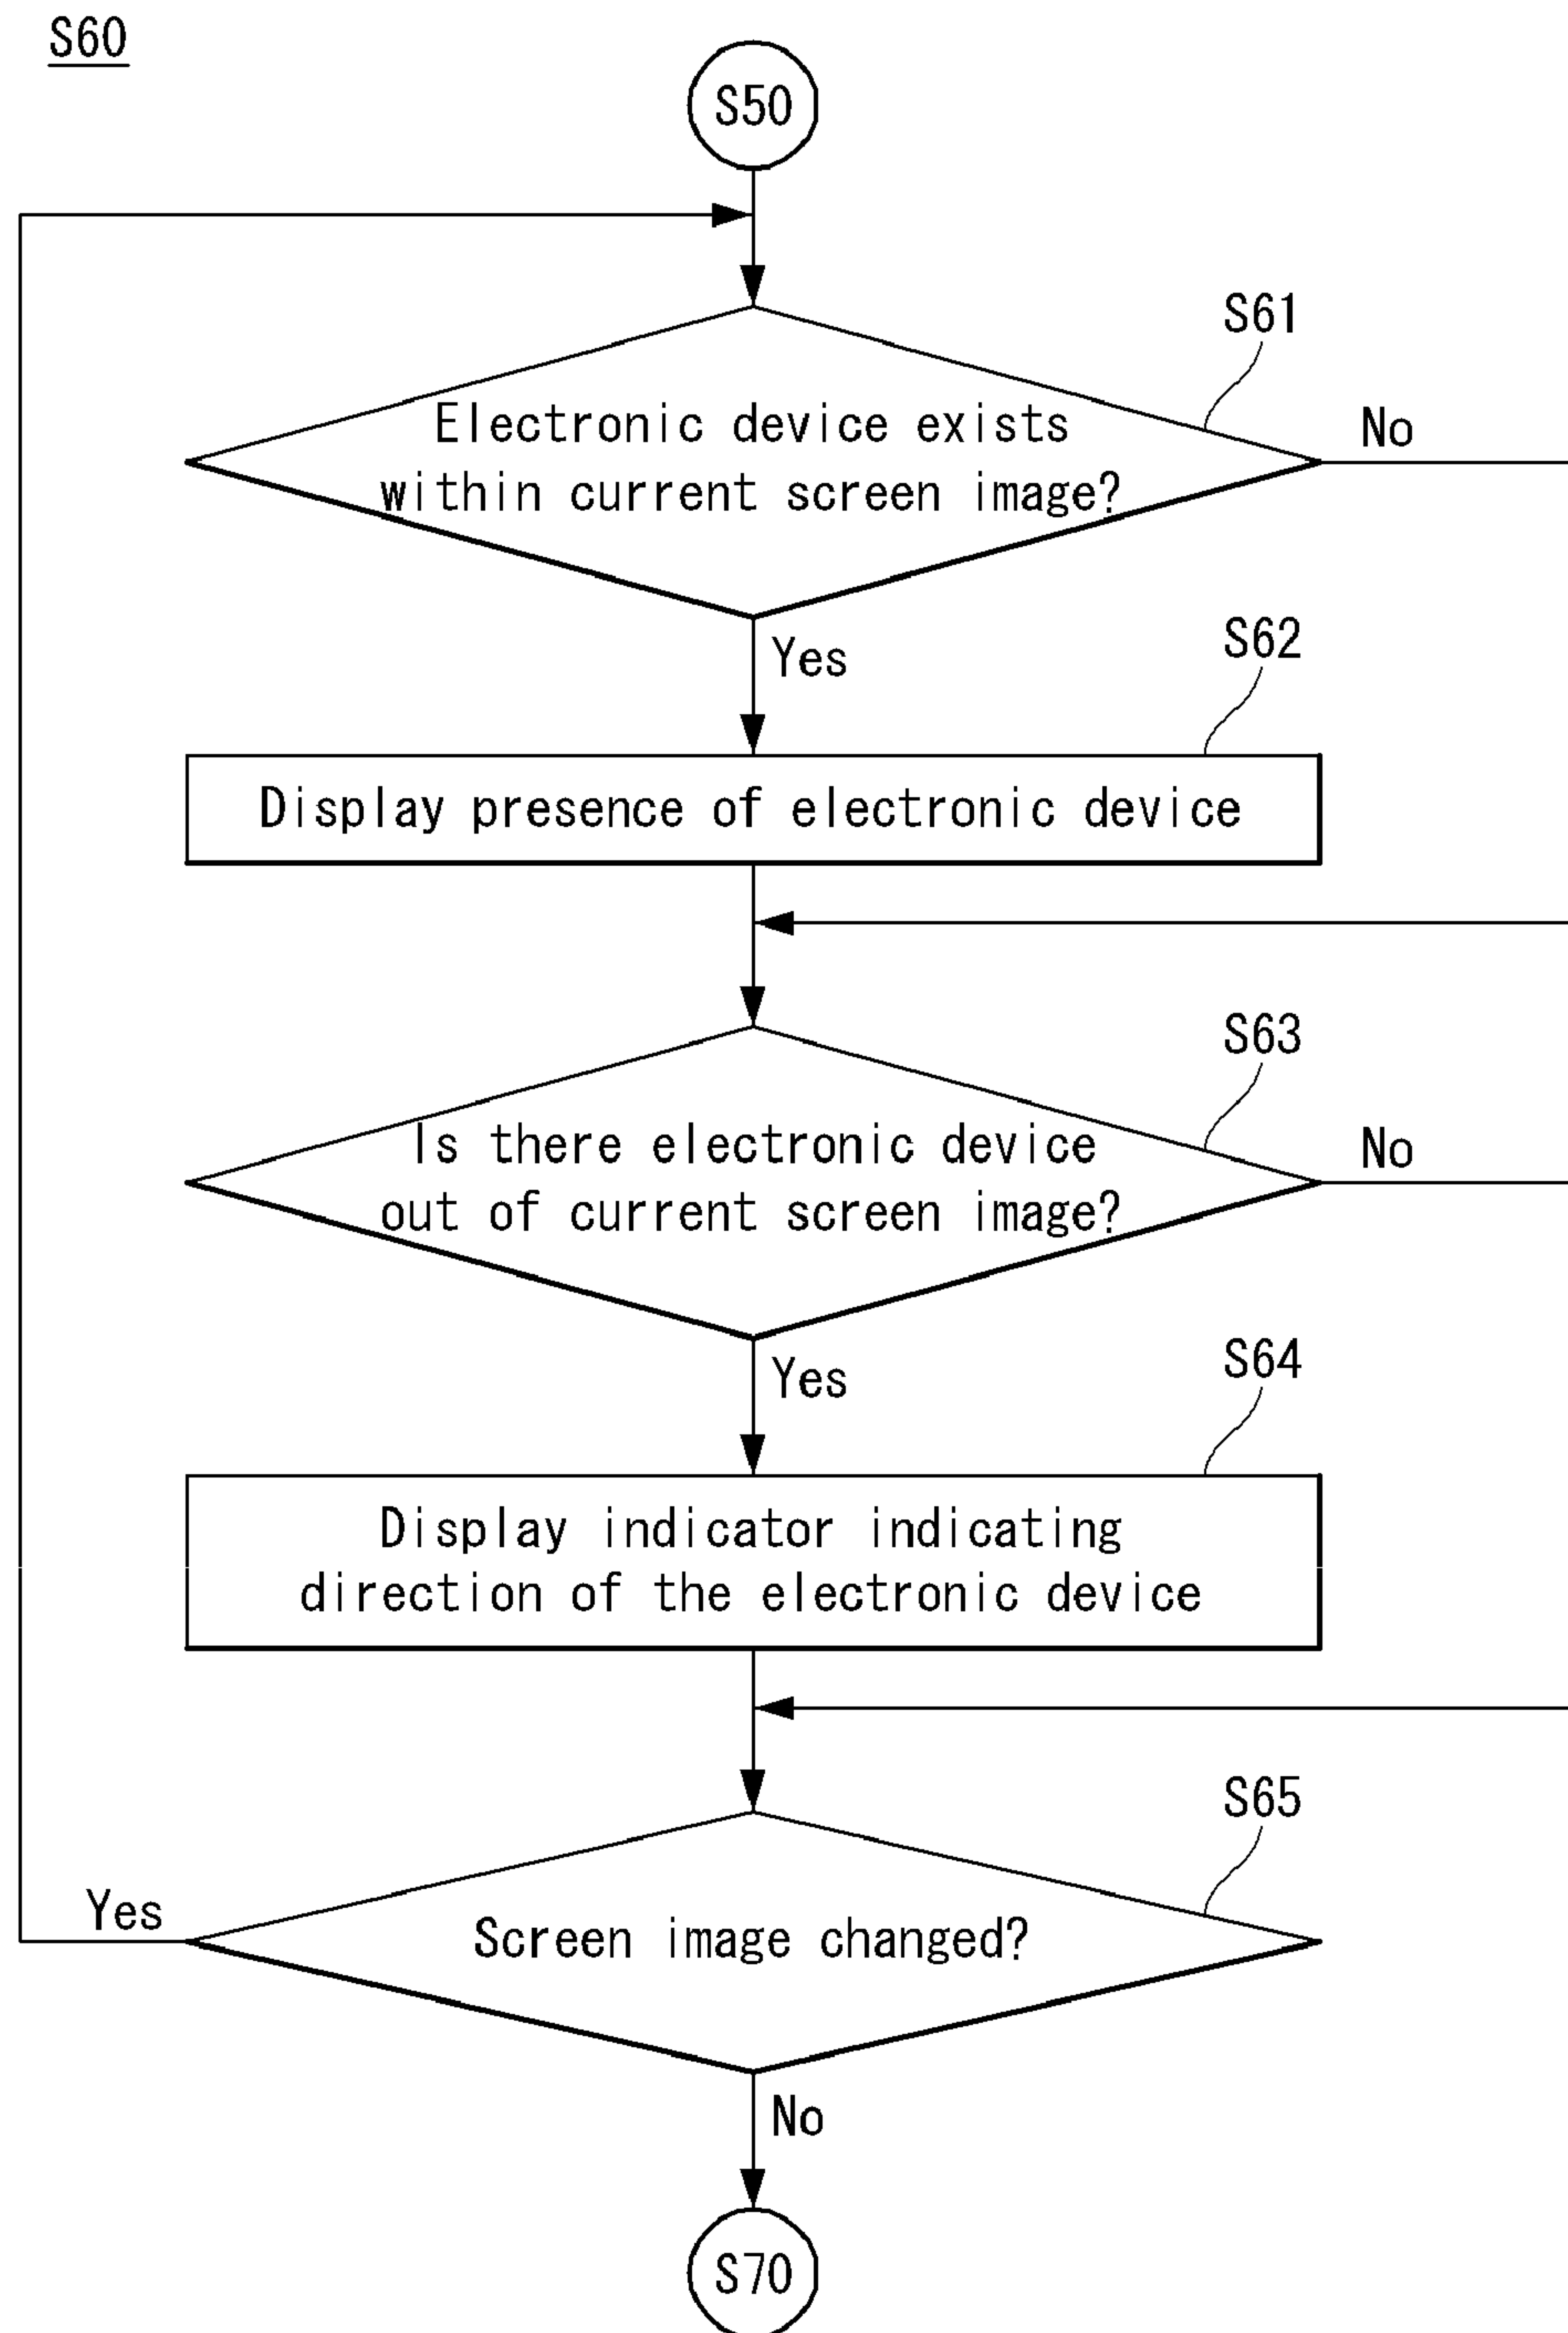 S60
S50
S61
Electronic device exists
within current screen image?
No
Yes
S62
Display presence of electronic device
S63
Is there electronic device
out of current screen image?
No
Yes
S64
Display indicator indicating
direction of the electronic device
S65
Yes
Screen image changed?
No
S70